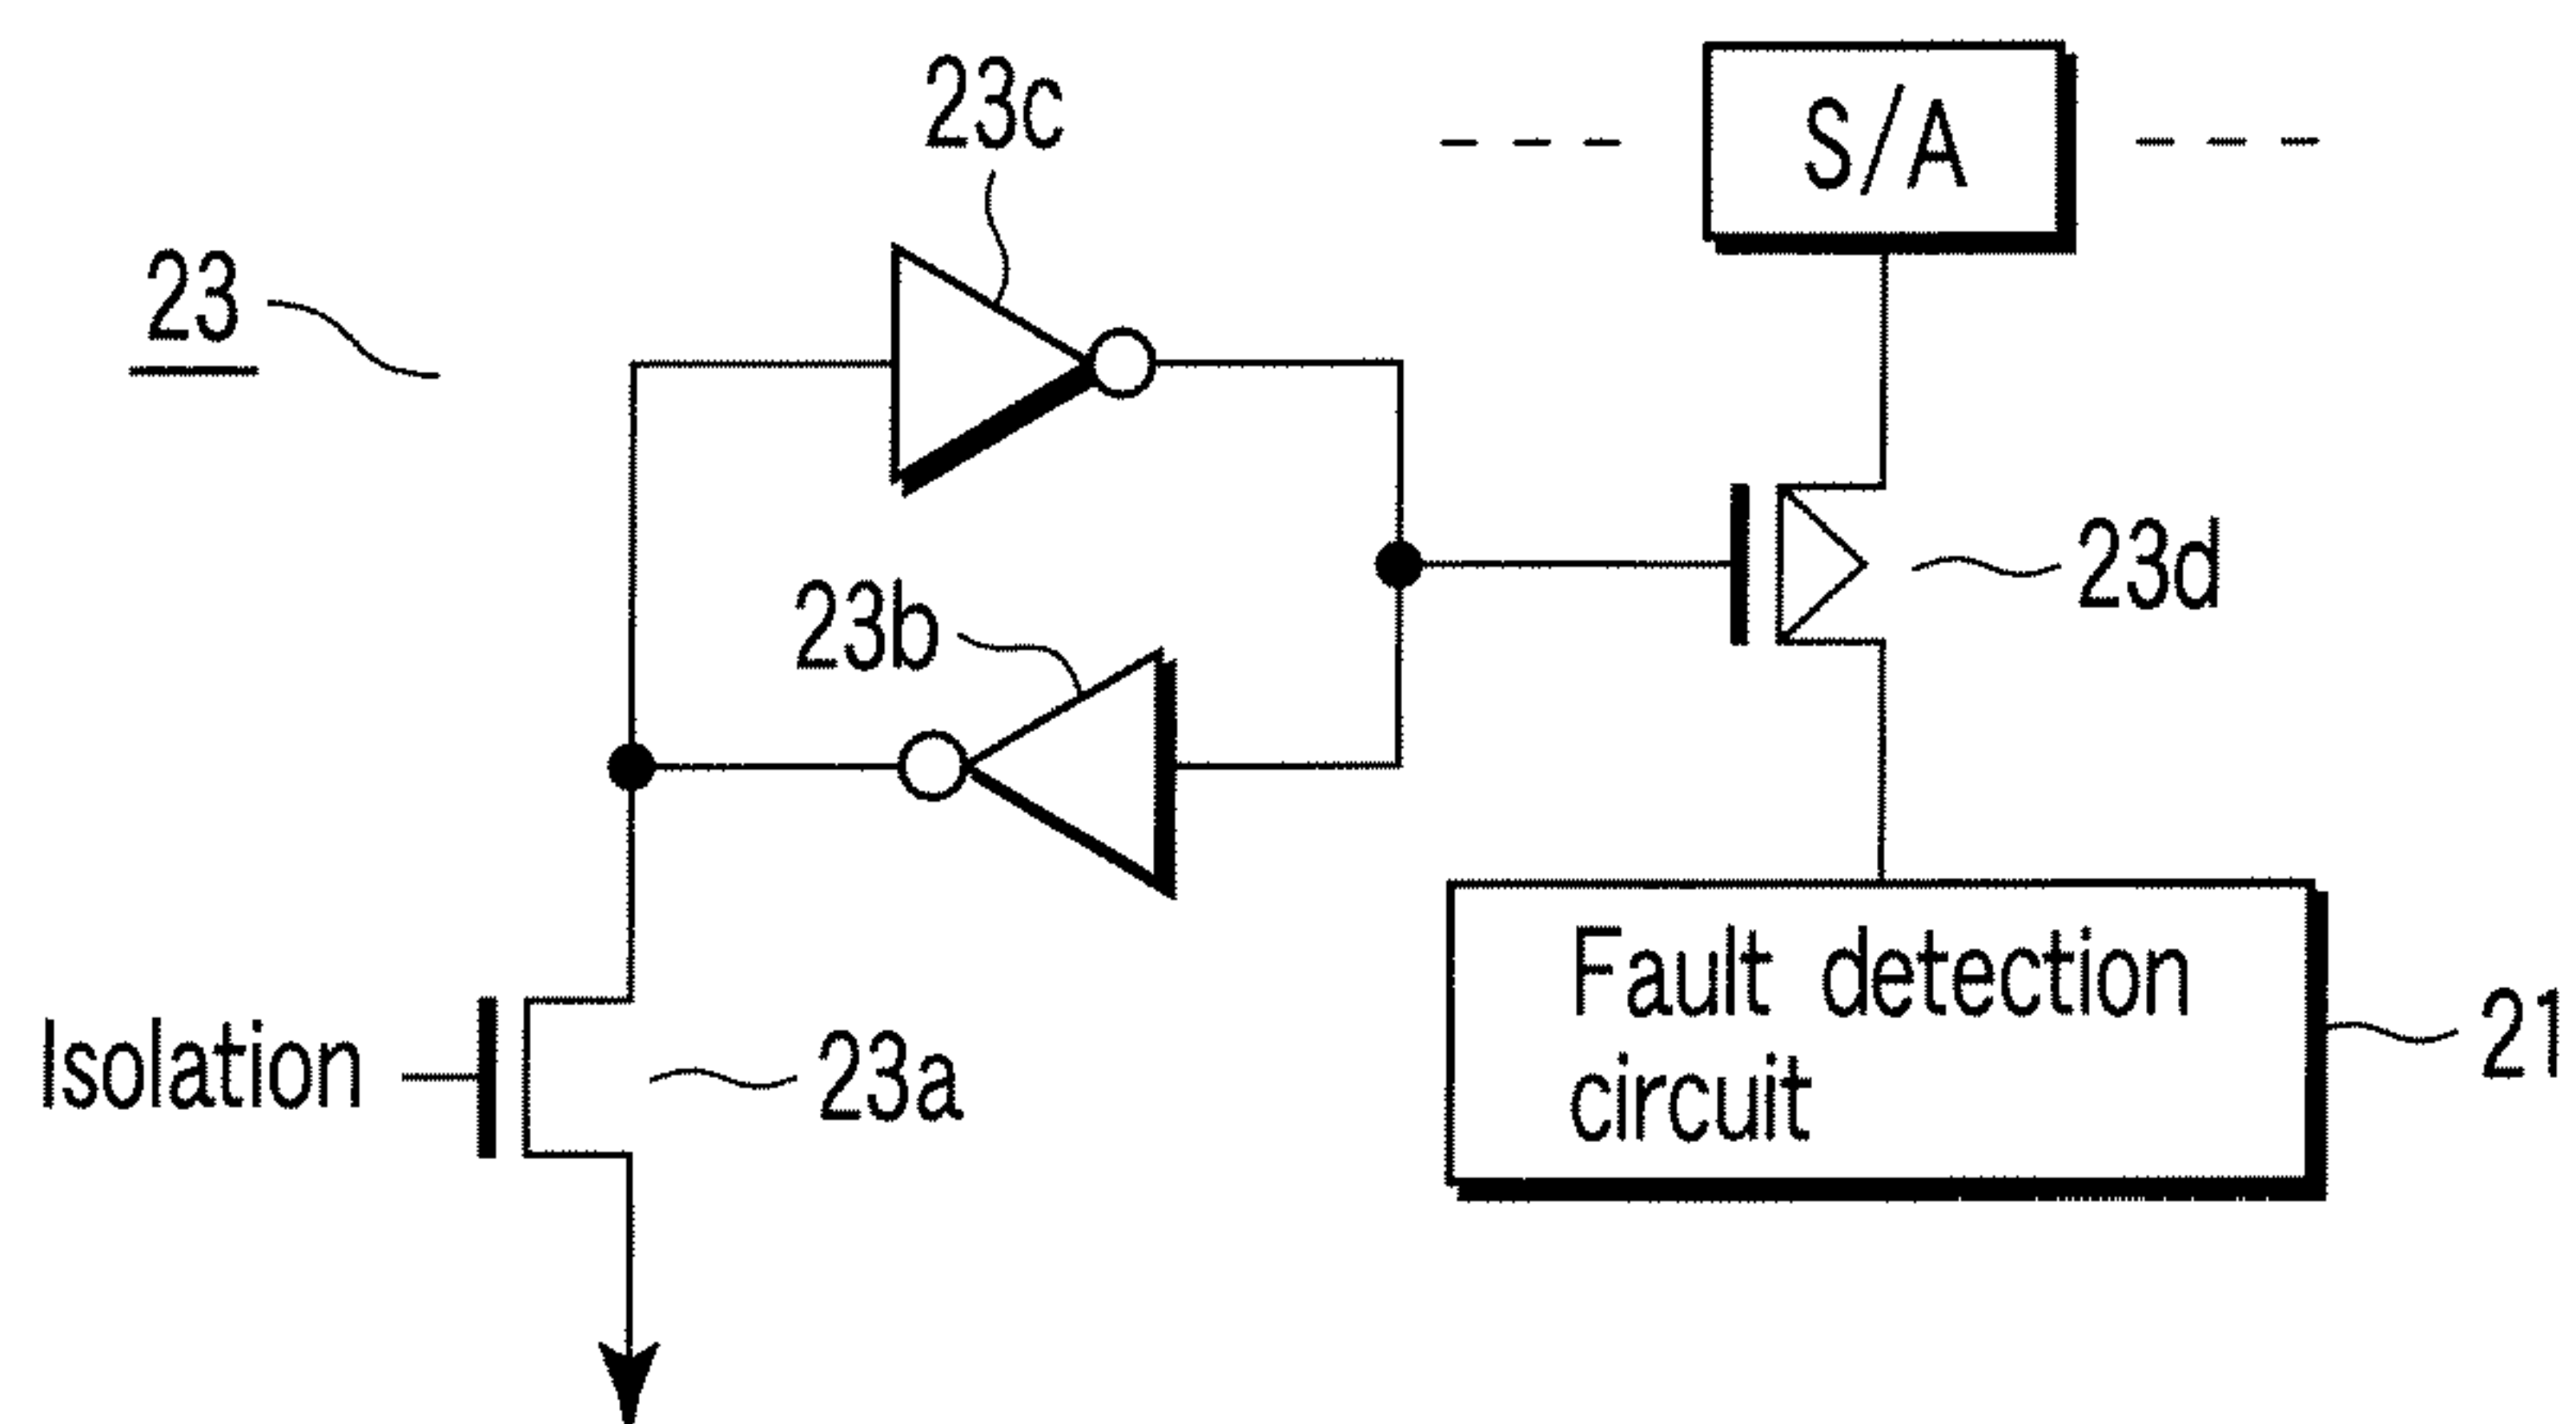 23c
S/A
23
23d
23b
Fault detection
circuit
21
Isolation
23a